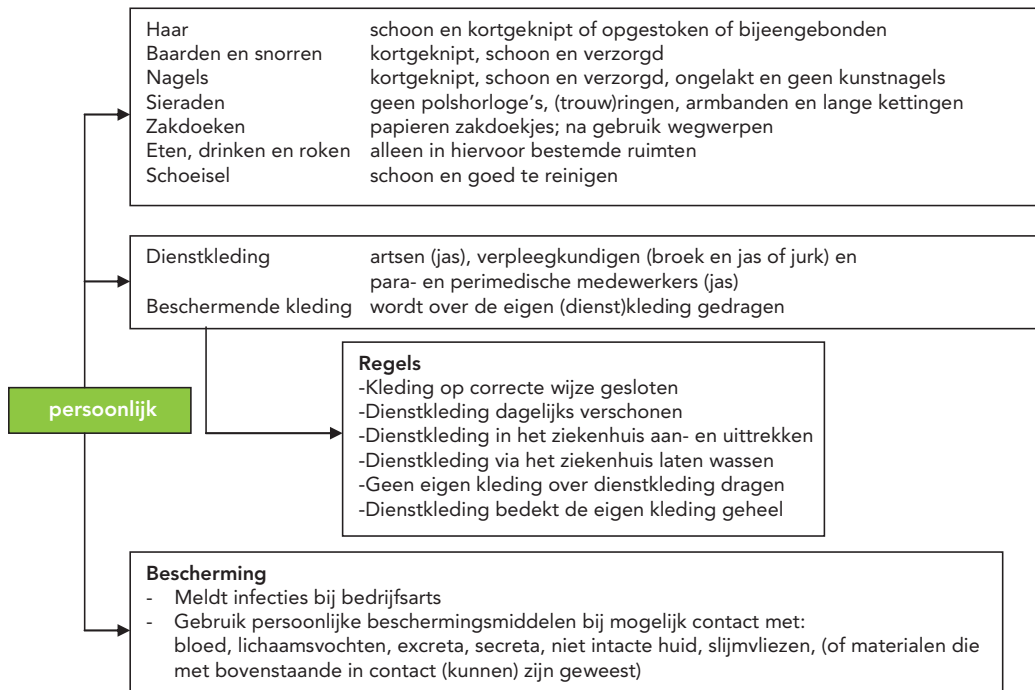 Haar schoon en kortgeknipt of opgestoken of bijeengebonden
Baarden en snorren kortgeknipt, schoon en verzorgd
Nagels kortgeknipt, schoon en verzorgd, ongelakt en geen kunstnagels
Sieraden geen polshorloge's, (trouw)ringen, armbanden en lange kettingen
Zakdoeken papieren zakdoekjes; na gebruik wegwerpen
Eten, drinken en roken alleen in hiervoor bestemde ruimten
Schoeisel schoon en goed te reinigen
Dienstkleding artsen (jas), verpleegkundigen (broek en jas of jurk) en
para- en perimedische medewerkers (jas)
Beschermende kleding wordt over de eigen (dienst)kleding gedragen
Regels
-Kleding op correcte wijze gesloten
-Dienstkleding dagelijks verschonen
-Dienstkleding in het ziekenhuis aan- en uittrekken
-Dienstkleding via het ziekenhuis laten wassen
-Geen eigen kleding over dienstkleding dragen
-Dienstkleding bedekt de eigen kleding geheel
persoonlijk
Bescherming
- Meldt infecties bij bedrijfsarts
- Gebruik persoonlijke beschermingsmiddelen bij mogelijk contact met:
bloed, lichaamsvochten, excreta, secreta, niet intacte huid, slijmvliezen, (of materialen die
met bovenstaande in contact (kunnen) zijn geweest)